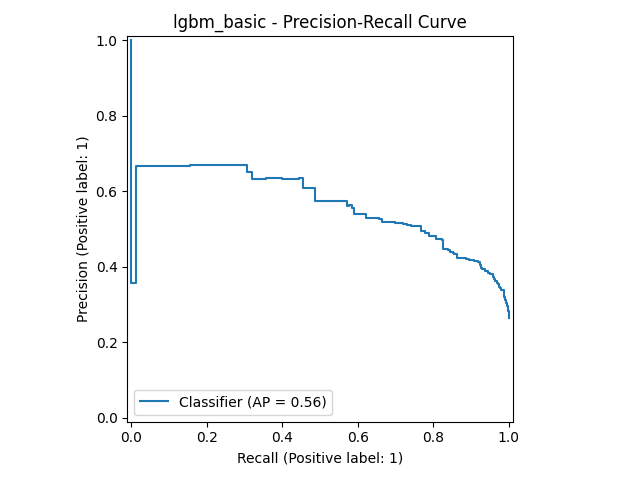 lgbm_basic - Precision-Recall Curve
1.0
0.8
0.6
0.4
0.2
0.0
Precision (Positive label: 1)
Classifier (AP = 0.56)
0.0 0.2 0.4 0.6 0.8 1.0
Recall (Positive label: 1)